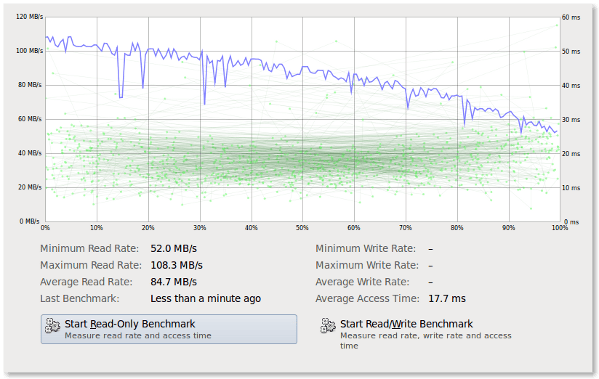 120 MB/s
60 ms
100 MB/s
50 ms
80 MB/s
40 ms
60 MB/s
30 ms
40 MB/s
20 ms
20 MB/s
10 ms
0 MB/s
0 ms
0% 10% 20% 30% 40% 50% 60% 70% 80% 90% 100%
Minimum Read Rate: 52.0 MB/s
Minimum Write Rate: –
Maximum Read Rate: 108.3 MB/s
Maximum Write Rate: –
Average Read Rate: 84.7 MB/s
Average Write Rate: –
Last Benchmark: Less than a minute ago
Average Access Time: 17.7 ms
Start Read-Only Benchmark
Measure read rate and access time
Start Read/Write Benchmark
Measure read rate, write rate and access
time